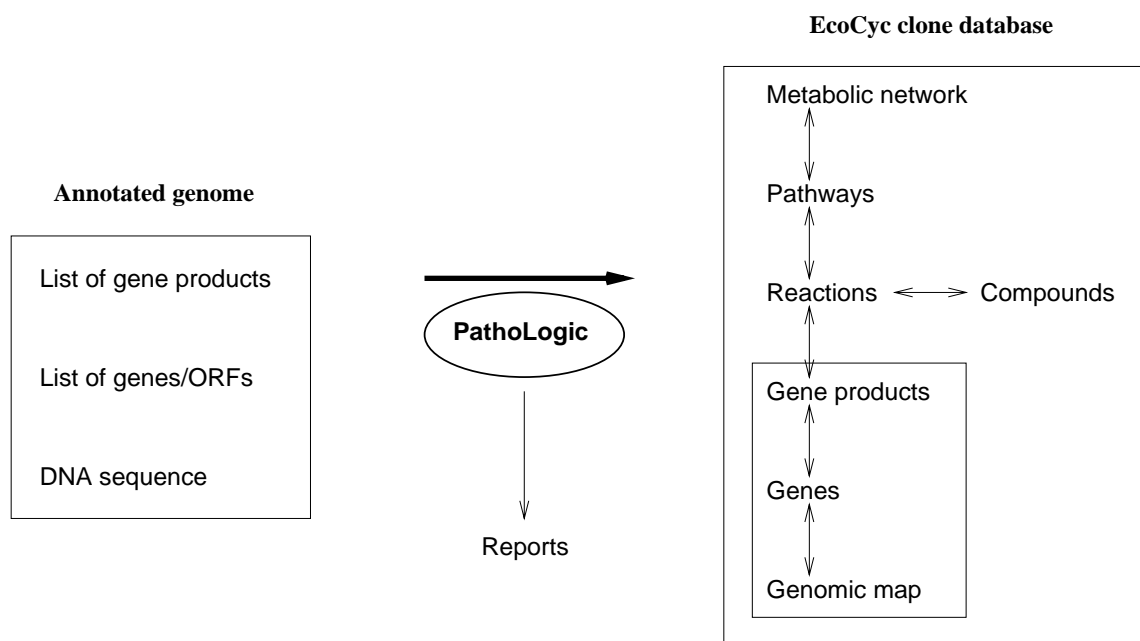 EcoCyc clone database
Metabolic network
Annotated genome
Pathways
List of gene products
Reactions
Compounds
PathoLogic
List of genes/ORFs
Gene products
DNA sequence
Genes
Reports
Genomic map